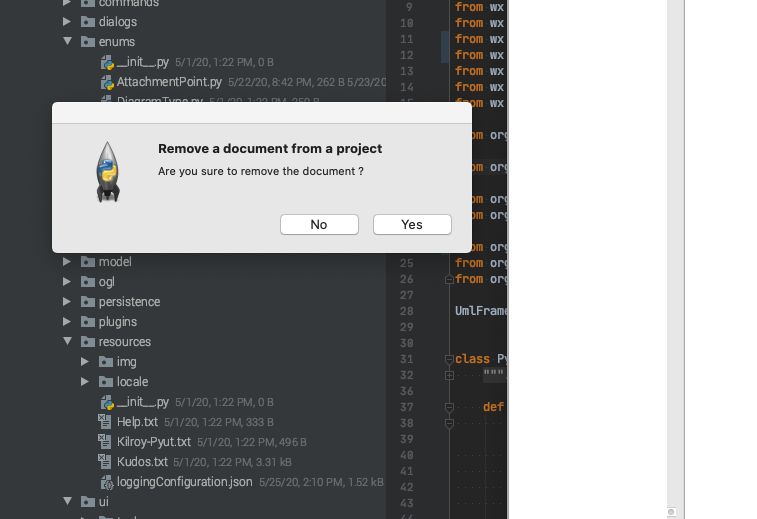 commands
dialogs
enums
__init__.py 5/1/20, 1:22 PM, 0 B
AttachmentPoint.py 5/22/20, 8:42 PM, 262 B 5/23/20
DiagramType.py 5/1/20, 1:22 PM, 250 B
Remove a document from a project
Are you sure to remove the document ?
No
Yes
model
ogl
persistence
plugins
resources
img
locale
__init__.py 5/1/20, 1:22 PM, 0 B
Help.txt 5/1/20, 1:22 PM, 333 B
Kilroy-Pyut.txt 5/1/20, 1:22 PM, 496 B
Kudos.txt 5/1/20, 1:22 PM, 3.31 kB
loggingConfiguration.json 5/25/20, 2:10 PM, 1.52 kB
ui
9 from wx
10 from wx
11 from wx
12 from wx
13 from wx
14 from wx
15 from wx
org
org
org
org
org
25 from org
26 from org
27
28 UmlFrame
29
30
31 class Py
32 """
36
37 def
38
39
40
41
42
43